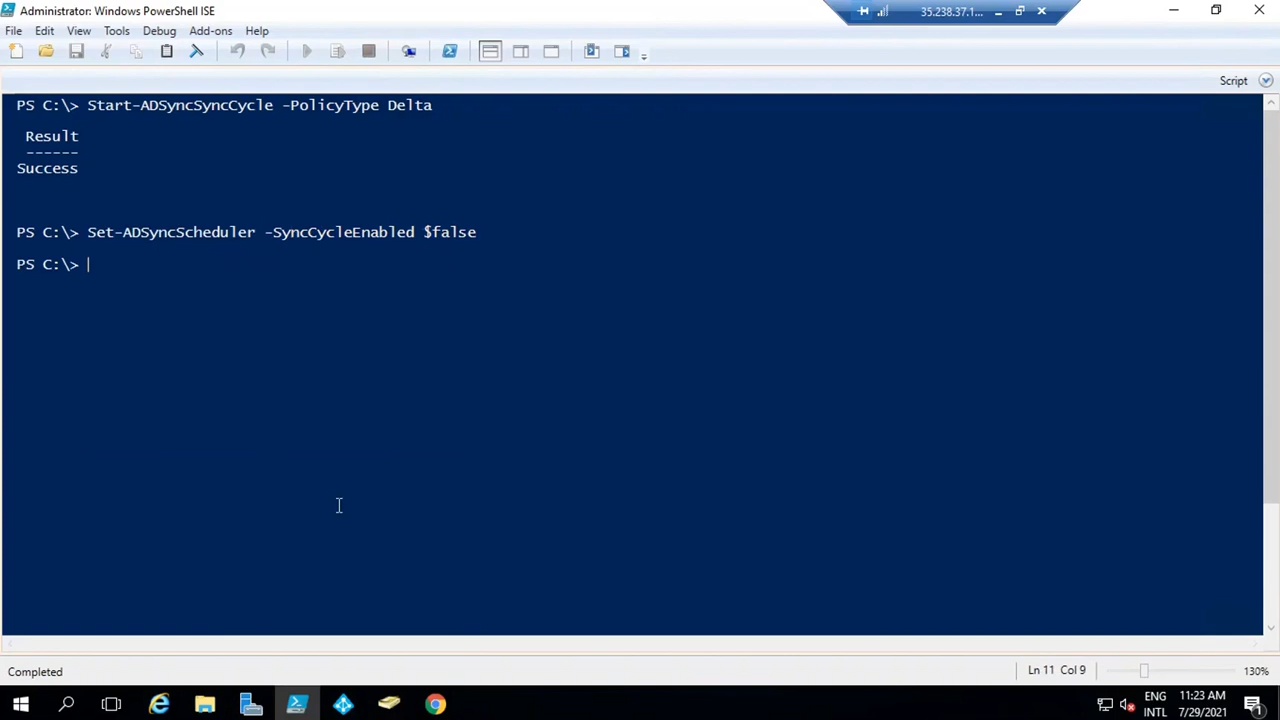 Administrator: Windows PowerShell ISE
35.238.37.1...
File Edit View Tools Debug Add-ons Help
Script
PS C:\> Start-ADSyncSyncCycle -PolicyType Delta
Result
------
Success
PS C:\> Set-ADSyncScheduler -SyncCycleEnabled $false
PS C:\>
Completed
Ln 11 Col 9
130%
ENG
INTL
11:23 AM
7/29/2021
1